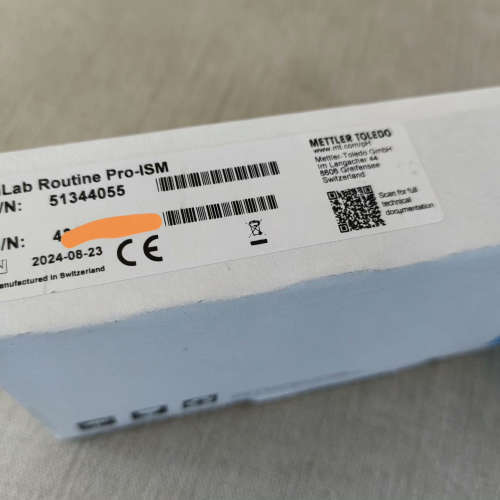 Lab Routine Pro-ISM
/N: 51344055
/N: 4
2024-08-23
CE
anufactured in Switzerland
METTLER TOLEDO
www.mt.com/pH
Mettler-Toledo GmbH
Im Langacher 44
8606 Greifensee
Switzerland
Scan for full
technical
documentation